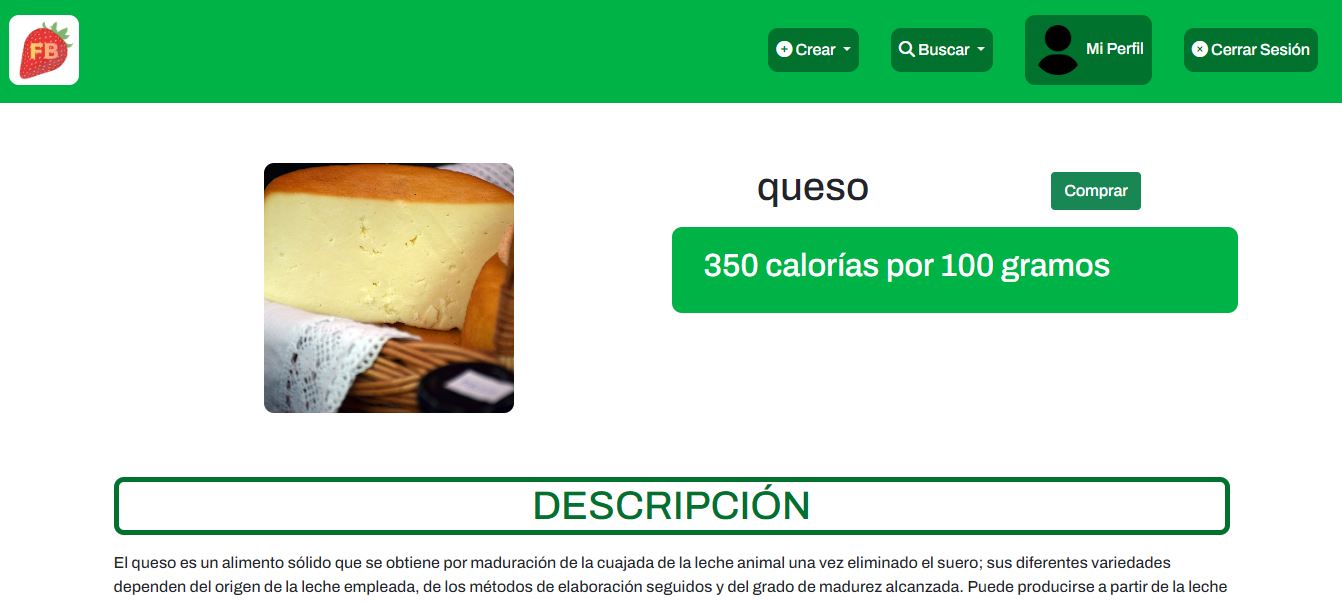 FB
Crear
Buscar
Mi Perfil
Cerrar Sesión
queso
Comprar
350 calorías por 100 gramos
DESCRIPCIÓN
El queso es un alimento sólido que se obtiene por maduración de la cuajada de la leche animal una vez eliminado el suero; sus diferentes variedades
dependen del origen de la leche empleada, de los métodos de elaboración seguidos y del grado de madurez alcanzada. Puede producirse a partir de la leche